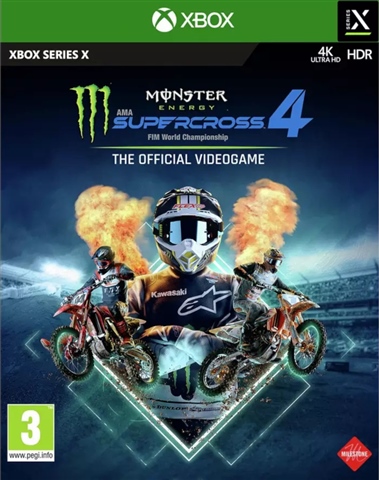 XBOX
XBOX SERIES X
4K
ULTRA HD
HDR
SERIES X
MONSTER
ENERGY
AMA
SUPERCROSS 4
FIM World Championship
THE OFFICIAL VIDEOGAME
Kawasaki
DUNLOP
3
www.pegi.info
MILESTONE